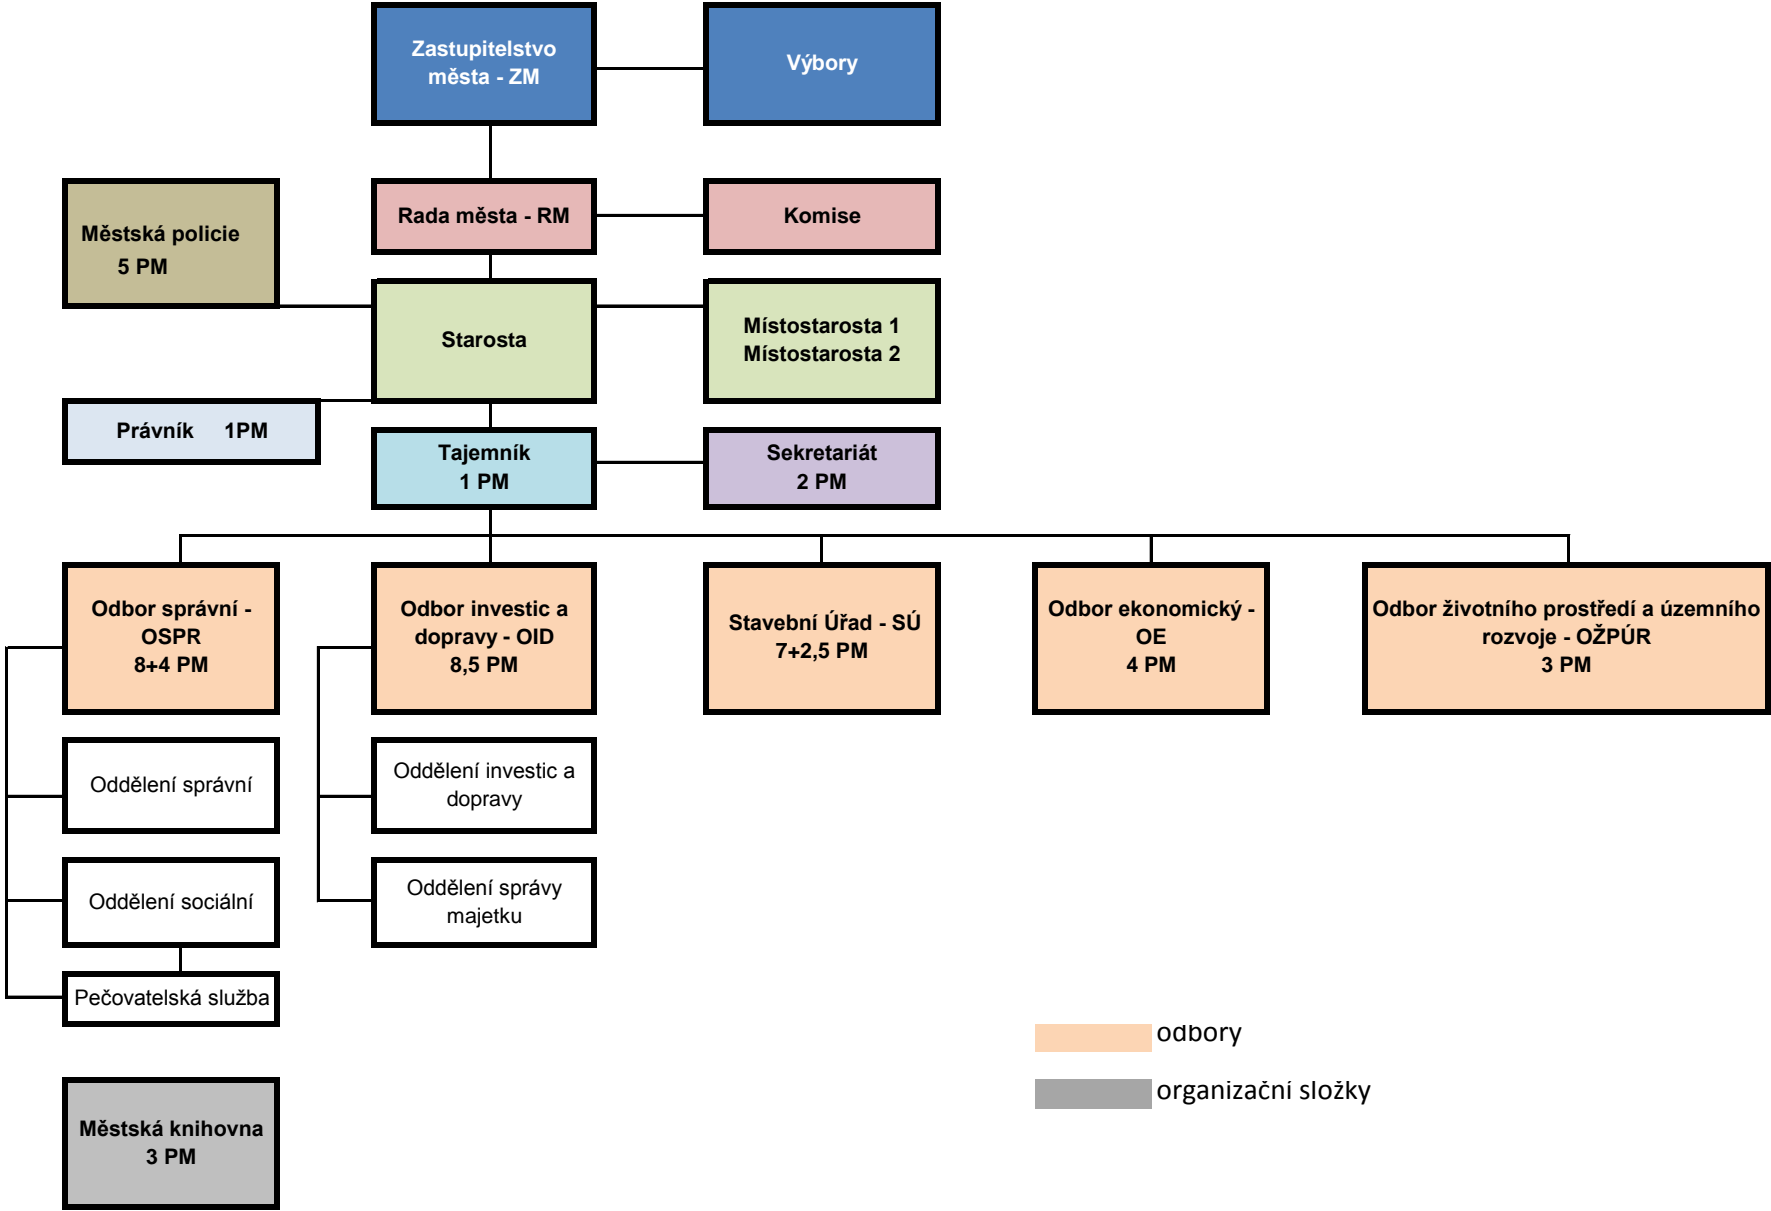 Zastupitelstvo
města - ZM
Výbory
Městská policie
5 PM
Rada města - RM
Komise
Starosta
Místostarosta 1
Místostarosta 2
Právník 1PM
Tajemník
1 PM
Sekretariát
2 PM
Odbor správní -
OSPR
8+4 PM
Odbor investic a
dopravy - OID
8,5 PM
Stavební Úřad - SÚ
7+2,5 PM
Odbor ekonomický -
OE
4 PM
Odbor životního prostředí a územního
rozvoje - OŽPÚR
3 PM
Oddělení správní
Oddělení investic a
dopravy
Oddělení sociální
Oddělení správy
majetku
Pečovatelská služba
odbory
organizační složky
Městská knihovna
3 PM